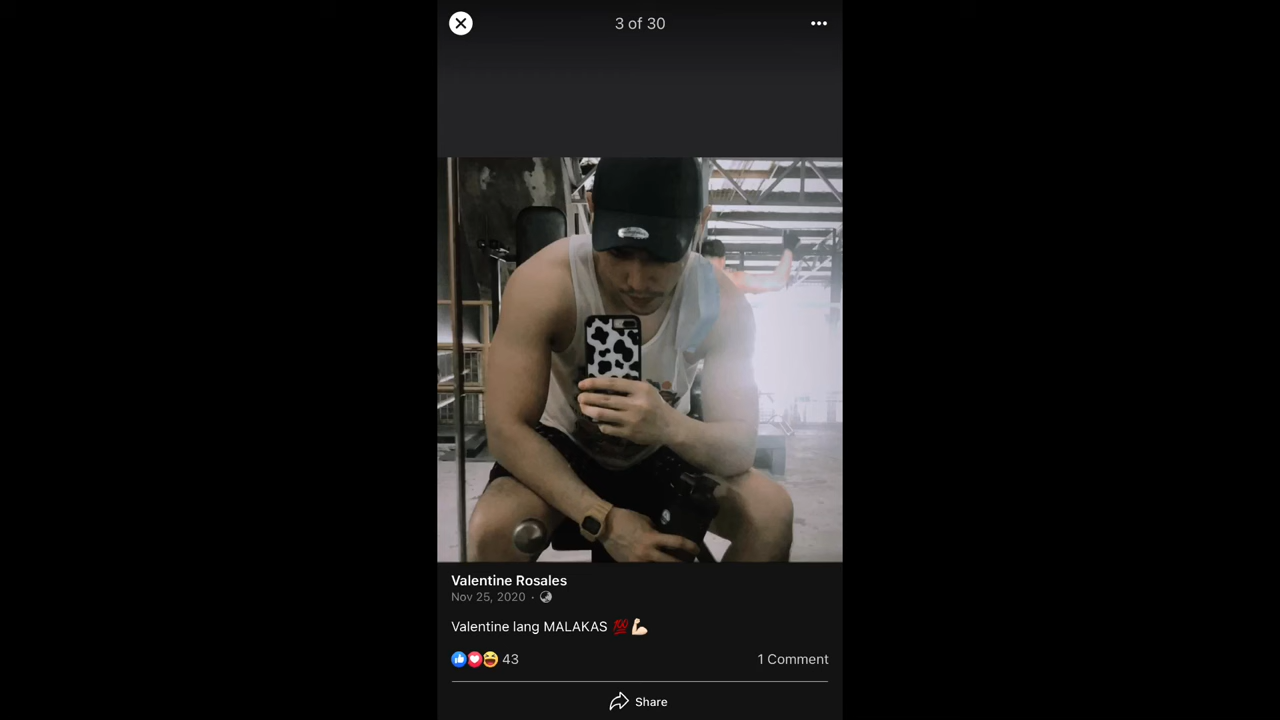 3 of 30
Valentine Rosales
Nov 25, 2020 ·
Valentine lang MALAKAS 💯💪🏻
43
1 Comment
Share